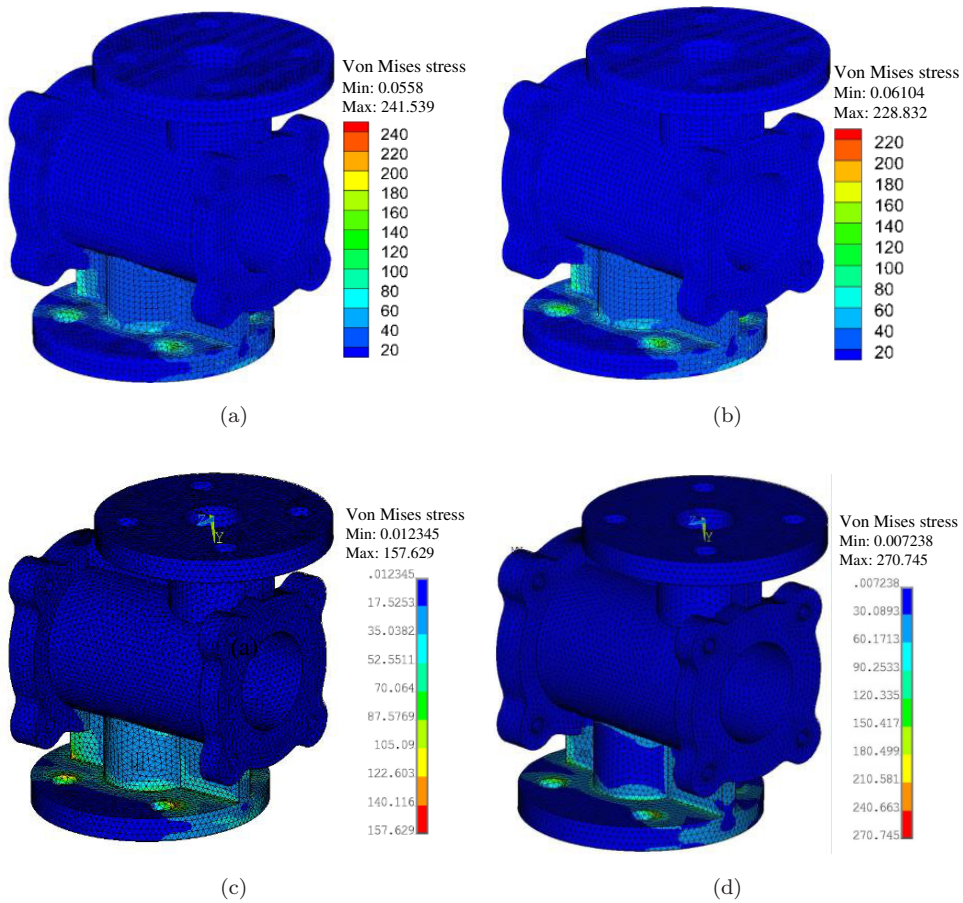 Von Mises stress
Min: 0.0558
Max: 241.539
240
220
200
180
160
140
120
100
80
60
40
20
(a)
Von Mises stress
Min: 0.06104
Max: 228.832
220
200
180
160
140
120
100
80
60
40
20
(b)
Von Mises stress
Min: 0.012345
Max: 157.629
.012345
17.5253
35.0382
52.5511
70.064
87.5769
105.09
122.603
140.116
157.629
Z
Y
(a)
(c)
Von Mises stress
Min: 0.007238
Max: 270.745
.007238
30.0893
60.1713
90.2533
120.335
150.417
180.499
210.581
240.663
270.745
Z
Y
(d)